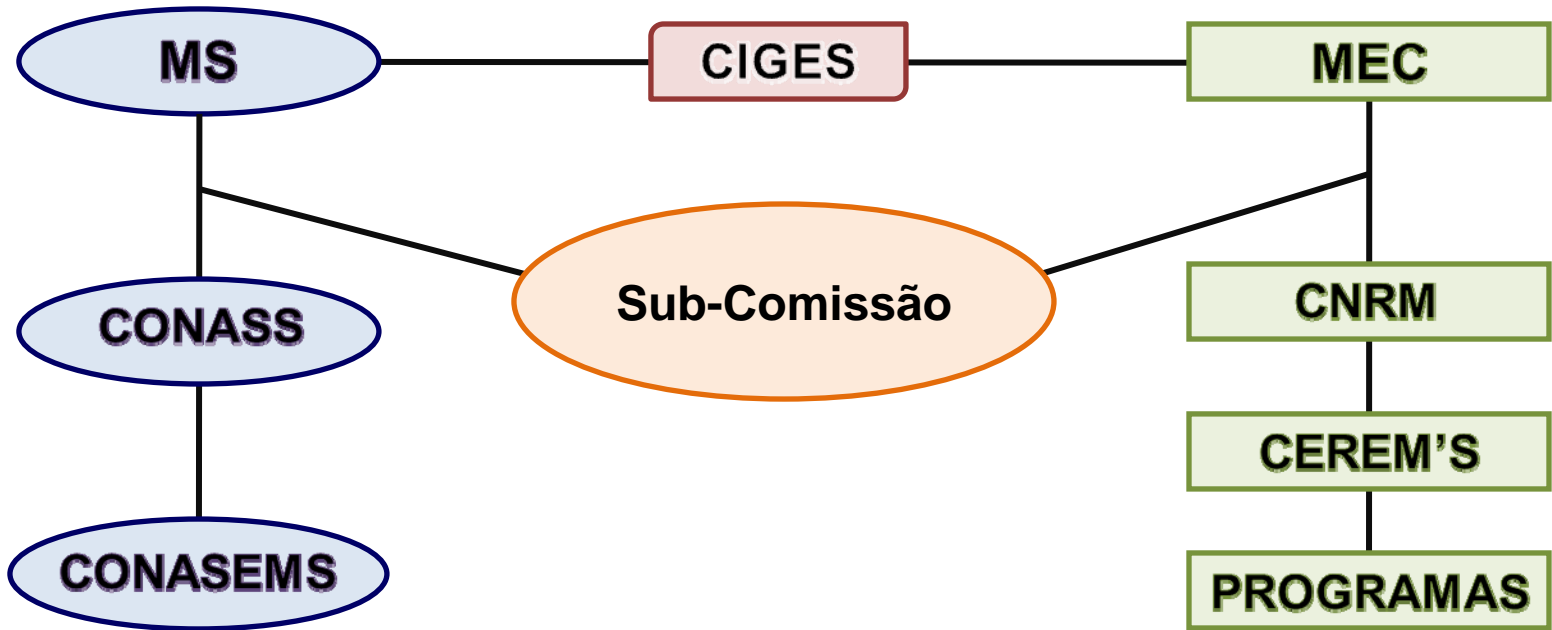 MS
CIGES
MEC
Sub-Comissão
CONASS
CNRM
CEREM’S
CONASEMS
PROGRAMAS